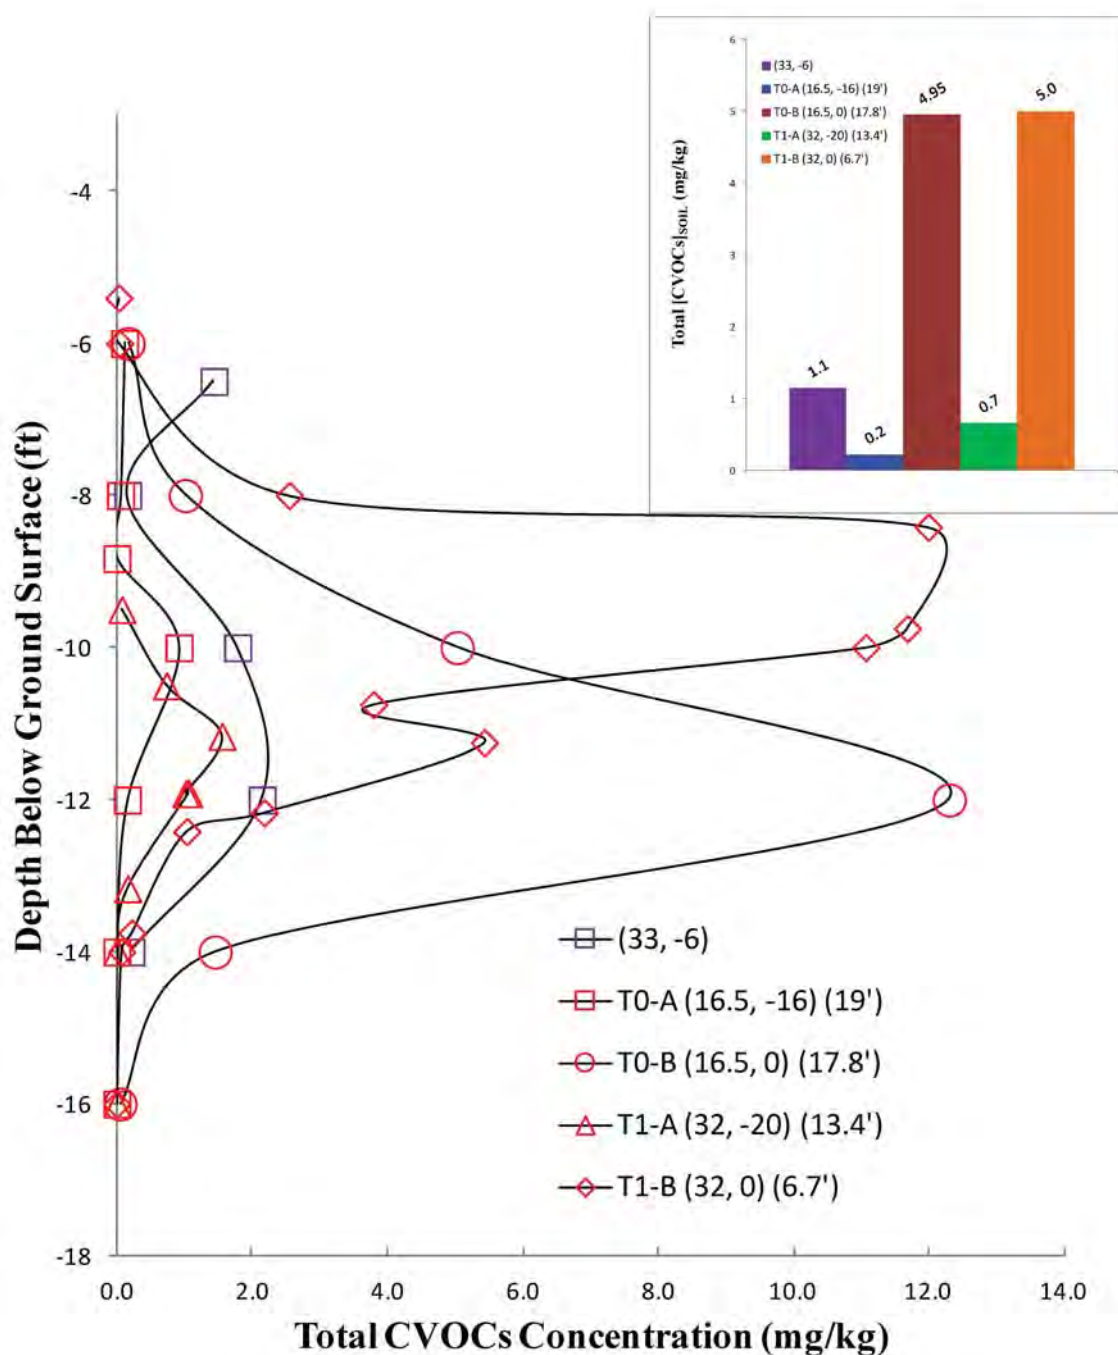 6
5
4
3
2
1
0
Total [CVOCs]SOIL (mg/kg)
(33, -6)
T0-A (16.5, -16) (19')
T0-B (16.5, 0) (17.8')
T1-A (32, -20) (13.4')
T1-B (32, 0) (6.7')
1.1
0.2
4.95
0.7
5.0
Depth Below Ground Surface (ft)
-4
-6
-8
-10
-12
-14
-16
-18
(33, -6)
T0-A (16.5, -16) (19')
T0-B (16.5, 0) (17.8')
T1-A (32, -20) (13.4')
T1-B (32, 0) (6.7')
0.0 2.0 4.0 6.0 8.0 10.0 12.0 14.0
Total CVOCs Concentration (mg/kg)